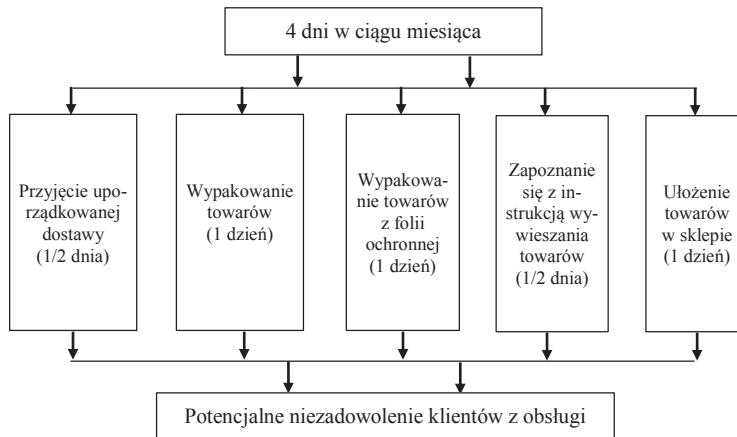 4 dni w ciągu miesiąca
Przyjęcie upo-
rządkowanej
dostawy
(1/2 dnia)
Wypakowanie
towarów
(1 dzień)
Wypakowa-
nie towarów
z folii
ochronnej
(1 dzień)
Zapoznanie
się z in-
strukcją wy-
wieszania
towarów
(1/2 dnia)
Ułożenie
towarów
w sklepie
(1 dzień)
Potencjalne niezadowolenie klientów z obsługi